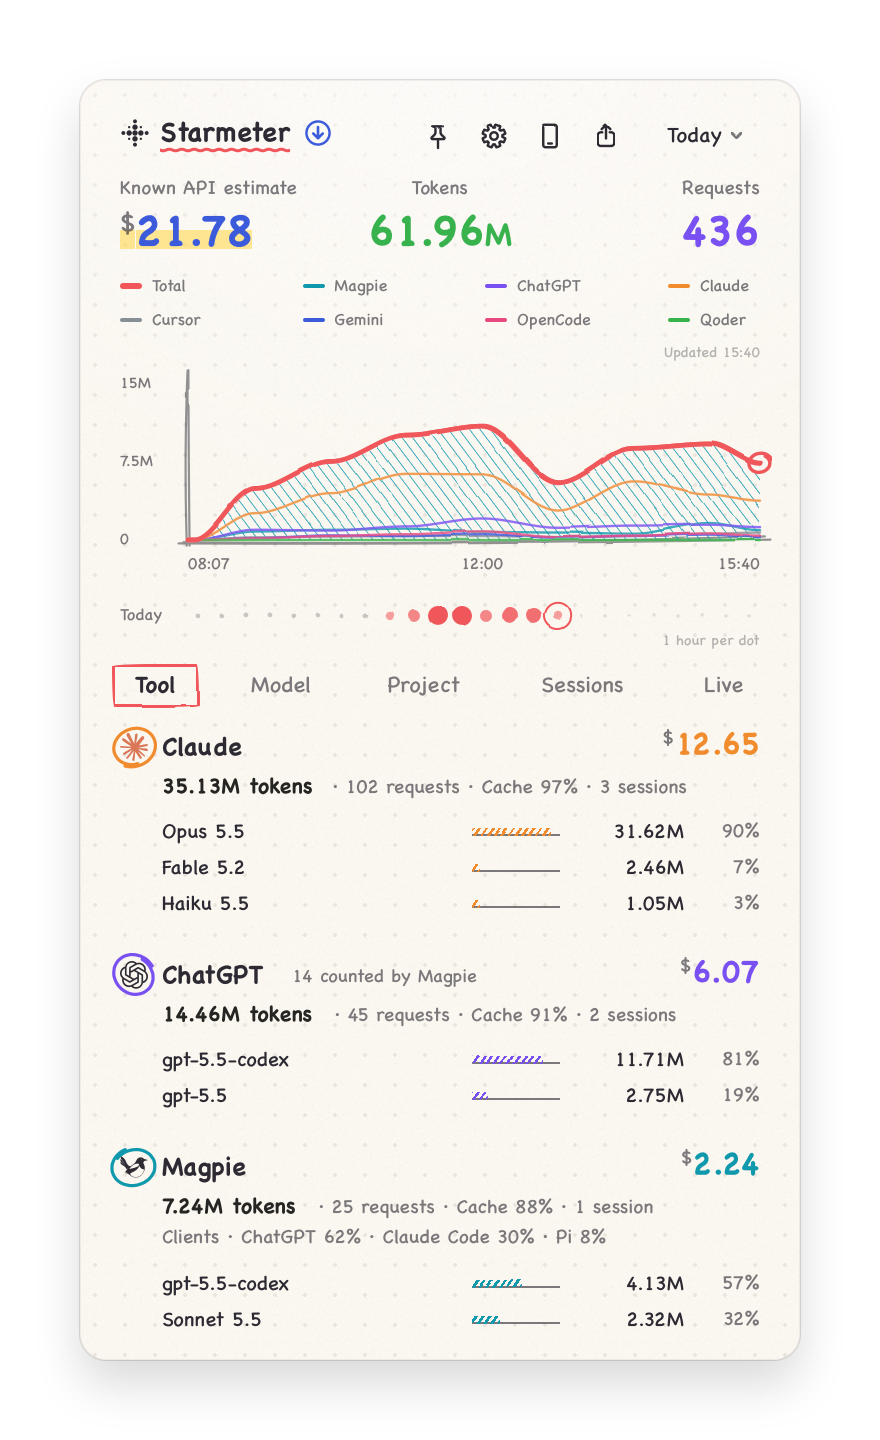 Starmeter
Today
Known API estimate Tokens Requests
$21.78 61.96M 436
Total Magpie ChatGPT Claude
Cursor Gemini OpenCode Qoder
Updated 15:40
15M
7.5M
0
08:07 12:00 15:40
Today
1 hour per dot
Tool Model Project Sessions Live
Claude $12.65
35.13M tokens · 102 requests · Cache 97% · 3 sessions
Opus 5.5 31.62M 90%
Fable 5.2 2.46M 7%
Haiku 5.5 1.05M 3%
ChatGPT 14 counted by Magpie $6.07
14.46M tokens · 45 requests · Cache 91% · 2 sessions
gpt-5.5-codex 11.71M 81%
gpt-5.5 2.75M 19%
Magpie $2.24
7.24M tokens · 25 requests · Cache 88% · 1 session
Clients · ChatGPT 62% · Claude Code 30% · Pi 8%
gpt-5.5-codex 4.13M 57%
Sonnet 5.5 2.32M 32%